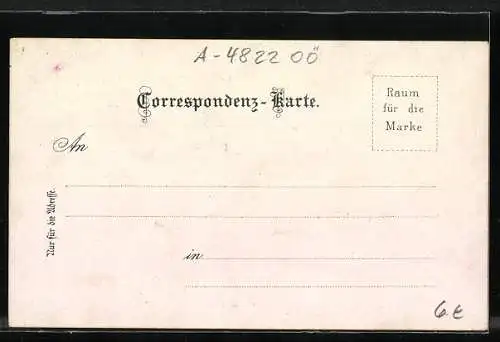 A-4822 OÖ
Correspondenz-Karte.
Raum
für die
Marke
An
Nur für die Adresse.
in
6€